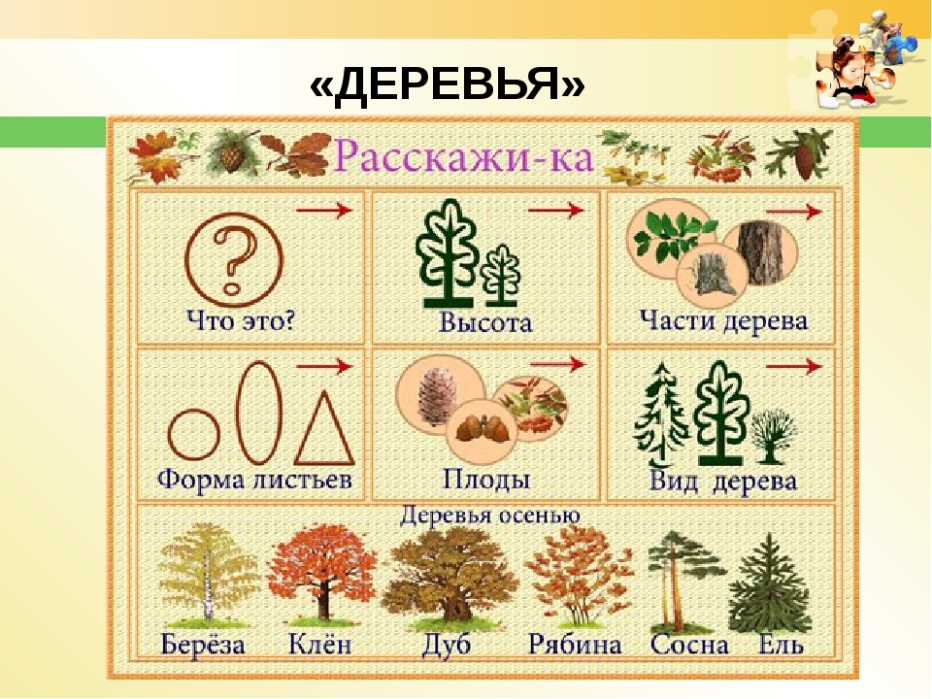 «ДЕРЕВЬЯ»
Расскажи-ка
?
Что это?
Высота
Части дерева
Форма листьев
Плоды
Вид дерева
Деревья осенью
Берёза Клён Дуб Рябина Сосна Ель